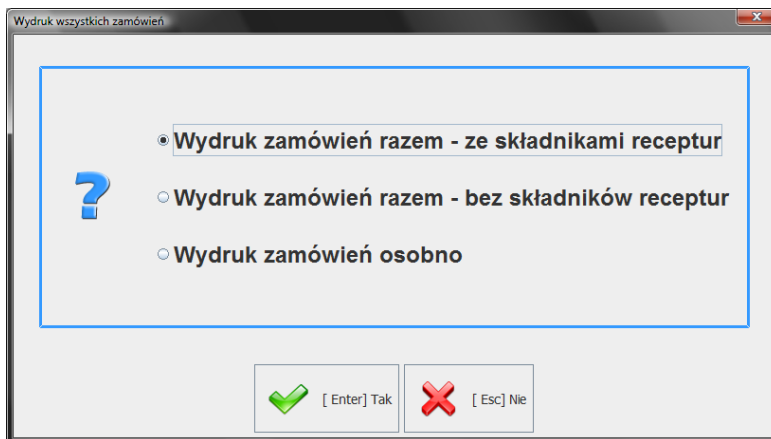 Wydruk wszystkich zamówień
Wydruk zamówień razem - ze składnikami receptur
Wydruk zamówień razem - bez składników receptur
Wydruk zamówień osobno
[ Enter] Tak
[ Esc] Nie